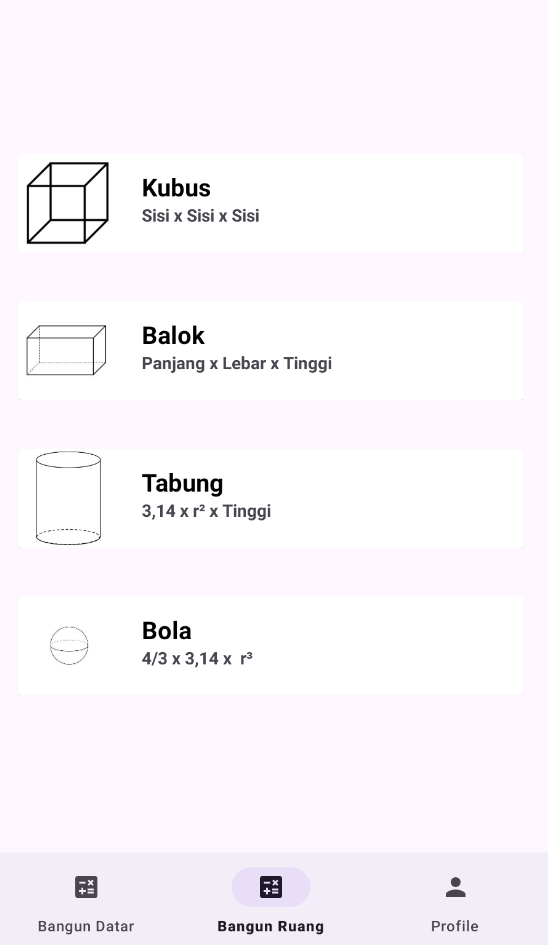 Kubus
Sisi x Sisi x Sisi
Balok
Panjang x Lebar x Tinggi
Tabung
3,14 x r² x Tinggi
Bola
4/3 x 3,14 x  r³
Bangun Datar
Bangun Ruang
Profile